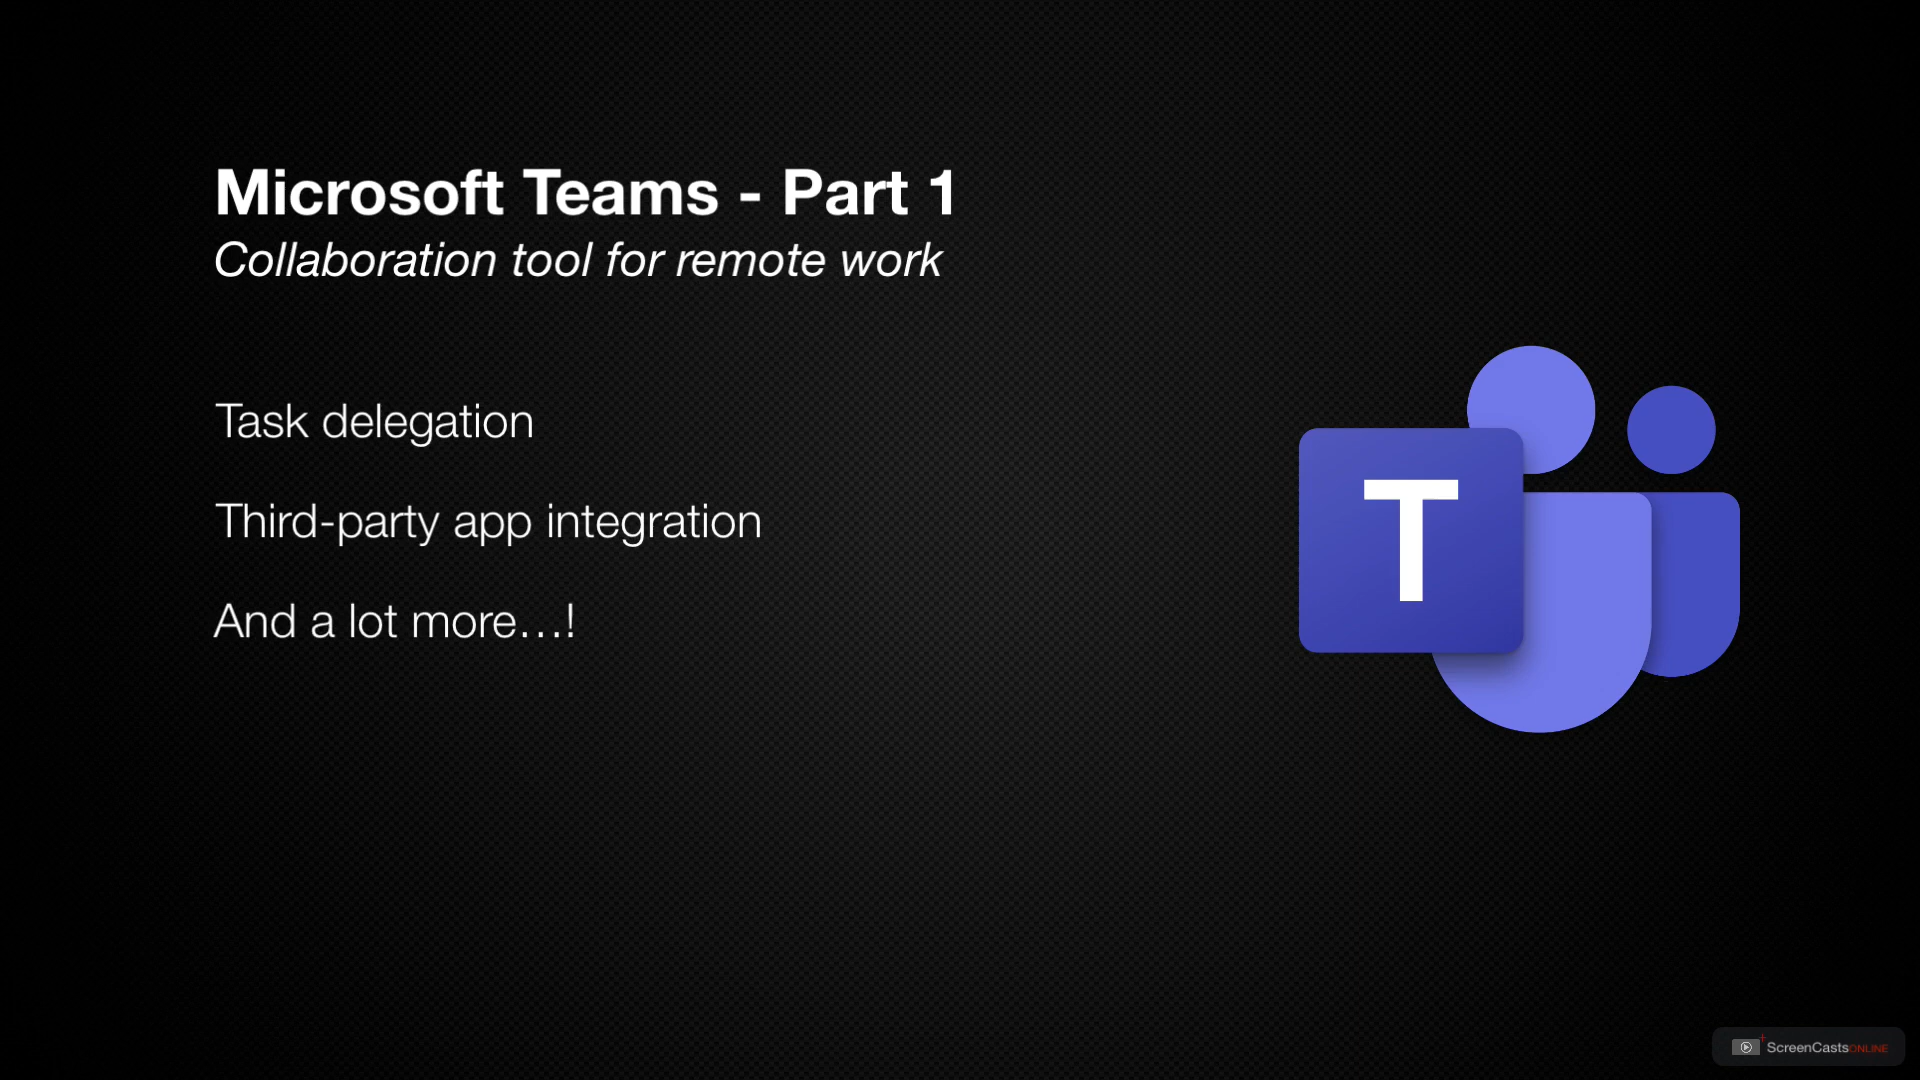 Microsoft Teams - Part 1
Collaboration tool for remote work
Task delegation
Third-party app integration
And a lot more...!
T
ScreenCastsONLINE